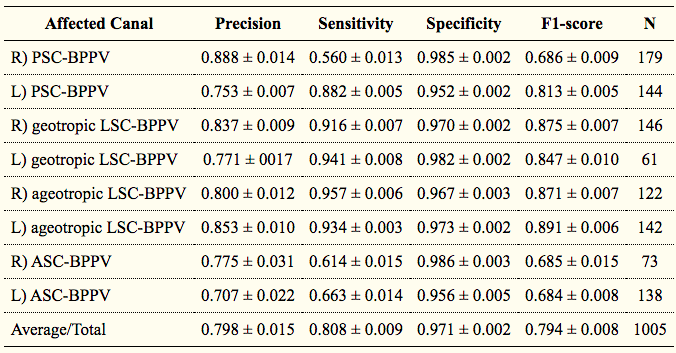 Affected Canal Precision Sensitivity Specificity F1-score N
R) PSC-BPPV 0.888 ± 0.014 0.560 ± 0.013 0.985 ± 0.002 0.686 ± 0.009 179
L) PSC-BPPV 0.753 ± 0.007 0.882 ± 0.005 0.952 ± 0.002 0.813 ± 0.005 144
R) geotropic LSC-BPPV 0.837 ± 0.009 0.916 ± 0.007 0.970 ± 0.002 0.875 ± 0.007 146
L) geotropic LSC-BPPV 0.771 ± 0017 0.941 ± 0.008 0.982 ± 0.002 0.847 ± 0.010 61
R) ageotropic LSC-BPPV 0.800 ± 0.012 0.957 ± 0.006 0.967 ± 0.003 0.871 ± 0.007 122
L) ageotropic LSC-BPPV 0.853 ± 0.010 0.934 ± 0.003 0.973 ± 0.002 0.891 ± 0.006 142
R) ASC-BPPV 0.775 ± 0.031 0.614 ± 0.015 0.986 ± 0.003 0.685 ± 0.015 73
L) ASC-BPPV 0.707 ± 0.022 0.663 ± 0.014 0.956 ± 0.005 0.684 ± 0.008 138
Average/Total 0.798 ± 0.015 0.808 ± 0.009 0.971 ± 0.002 0.794 ± 0.008 1005